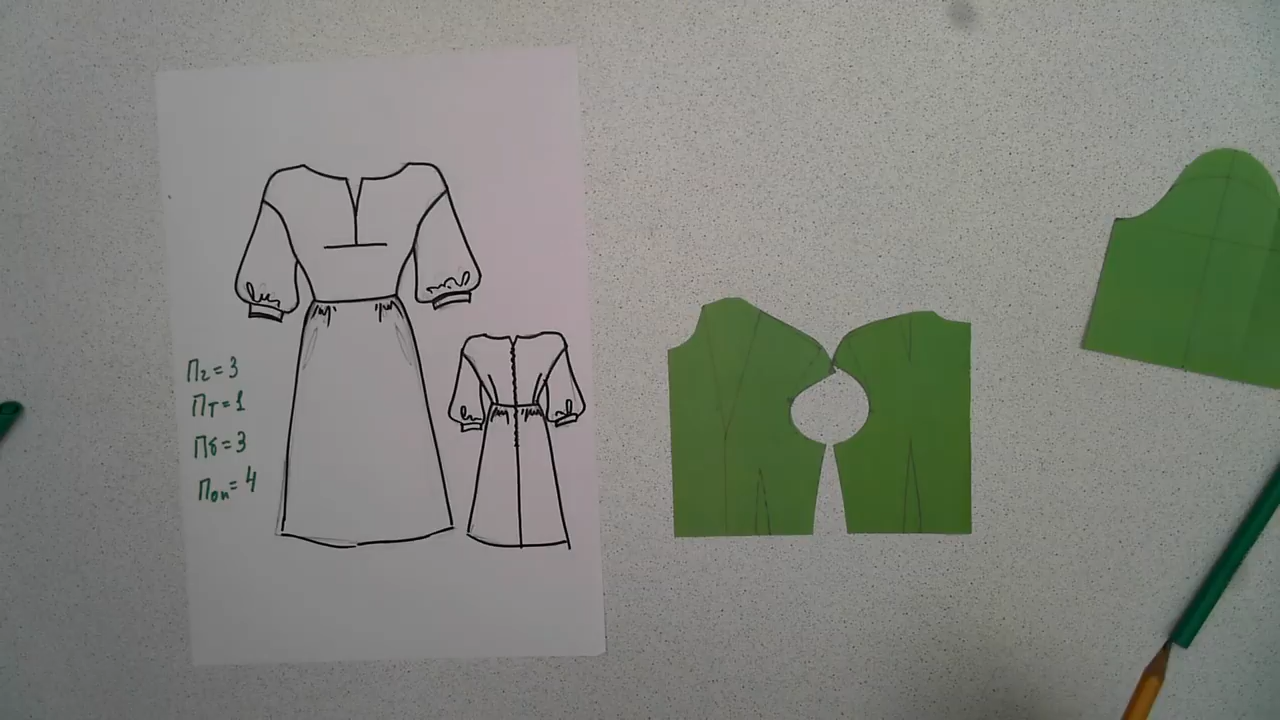 Пг = 3
Пт = 1
Пб = 3
Поп = 4